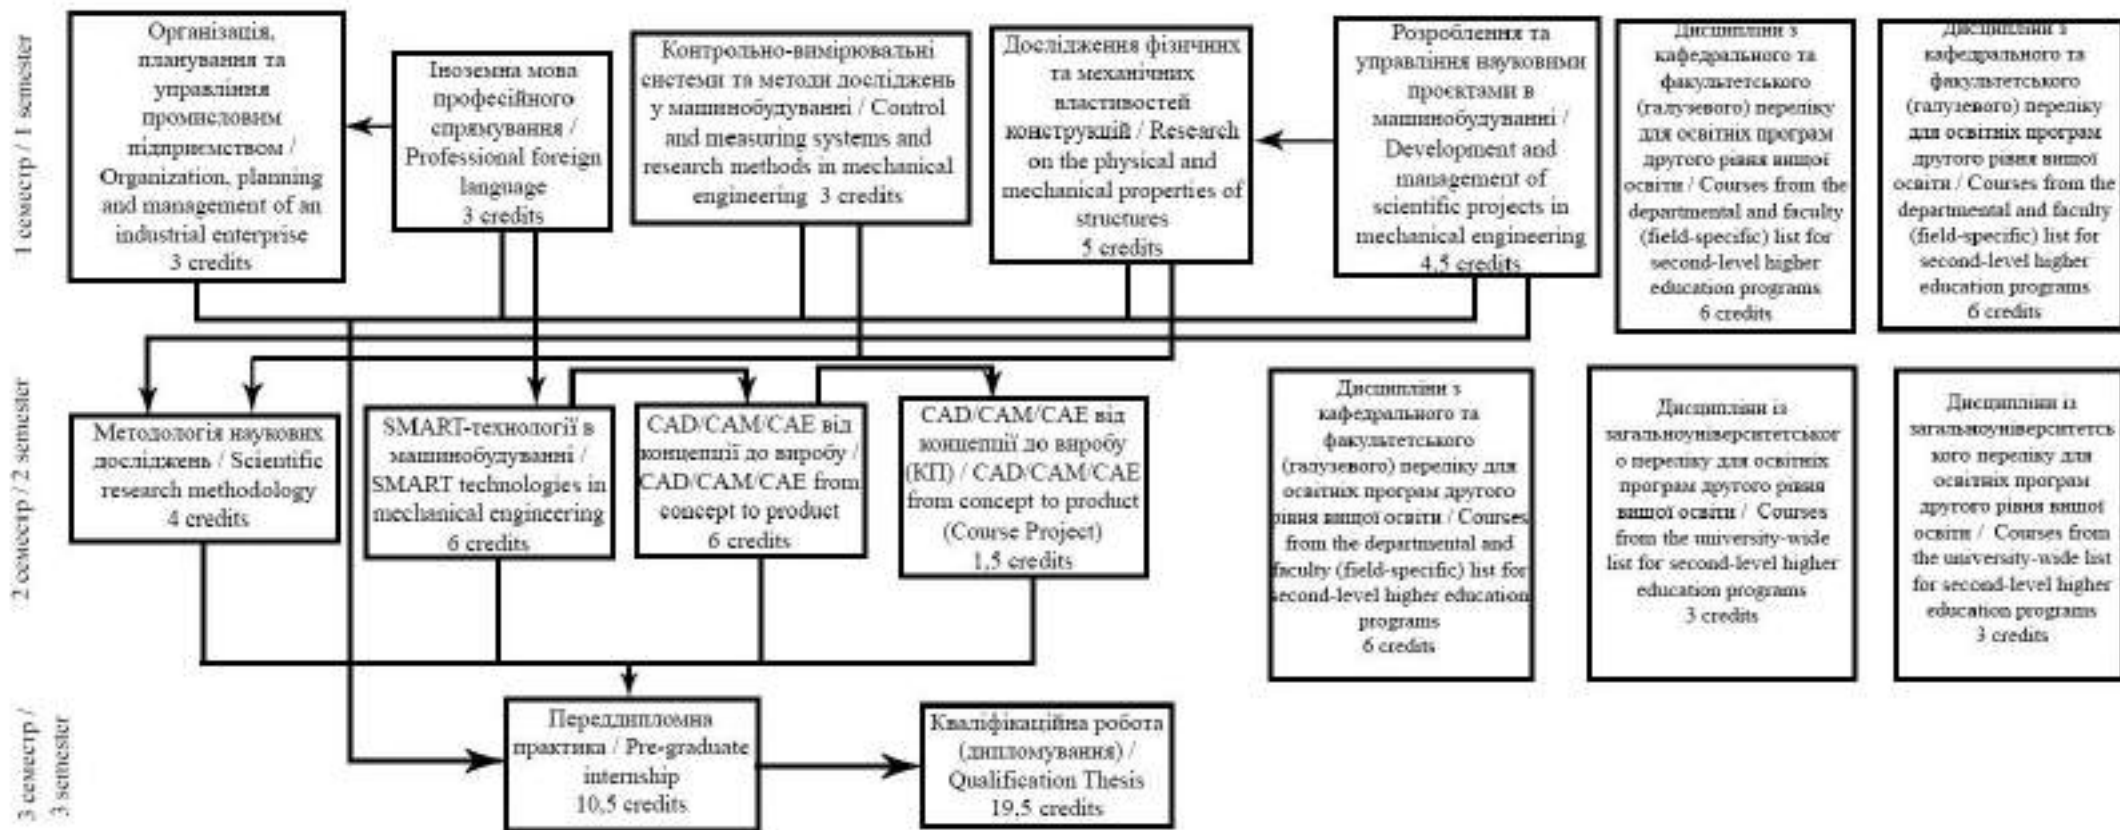 1 семестр / 1 semester
Організація,
планування та
управління
промисловим
підприємством /
Organization, planning
and management of an
industrial enterprise
3 credits
Іноземна мова
професійного
спрямування /
Professional foreign
language
3 credits
Контрольно-вимірювальні
системи та методи досліджень
у машинобудуванні / Control
and measuring systems and
research methods in mechanical
engineering 3 credits
Дослідження фізичних
та механічних
властивостей
конструкцій / Research
on the physical and
mechanical properties of
structures
5 credits
Розроблення та
управління науковими
проєктами в
машинобудуванні /
Development and
management of
scientific projects in
mechanical engineering
4,5 credits
Дисципліни з
кафедрального та
факультетського
(галузевого) переліку
для освітніх програм
другого рівня вищої
освіти / Courses from the
departmental and faculty
(field-specific) list for
second-level higher
education programs
6 credits
Дисципліни з
кафедрального та
факультетського
(галузевого) переліку
для освітніх програм
другого рівня вищої
освіти / Courses from the
departmental and faculty
(field-specific) list for
second-level higher
education programs
6 credits
2 семестр / 2 semester
Методологія наукових
досліджень / Scientific
research methodology
4 credits
SMART-технології в
машинобудуванні /
SMART technologies in
mechanical engineering
6 credits
CAD/CAM/CAE від
концепції до виробу /
CAD/CAM/CAE from
concept to product
6 credits
CAD/CAM/CAE від
концепції до виробу
(КП) / CAD/CAM/CAE
from concept to product
(Course Project)
1,5 credits
Дисципліни з
кафедрального та
факультетського
(галузевого) переліку для
освітніх програм другого
рівня вищої освіти / Courses
from the departmental and
faculty (field-specific) list for
second-level higher education
programs
6 credits
Дисципліни із
загальноуніверситетськог
о переліку для освітніх
програм другого рівня
вищої освіти / Courses
from the university-wide
list for second-level higher
education programs
3 credits
Дисципліни із
загальноуніверситетсь
кого переліку для
освітніх програм
другого рівня вищої
освіти / Courses from
the university-wide list
for second-level higher
education programs
3 credits
3 семестр /
3 semester
Переддипломна
практика / Pre-graduate
internship
10,5 credits
Кваліфікаційна робота
(дипломування) /
Qualification Thesis
19,5 credits